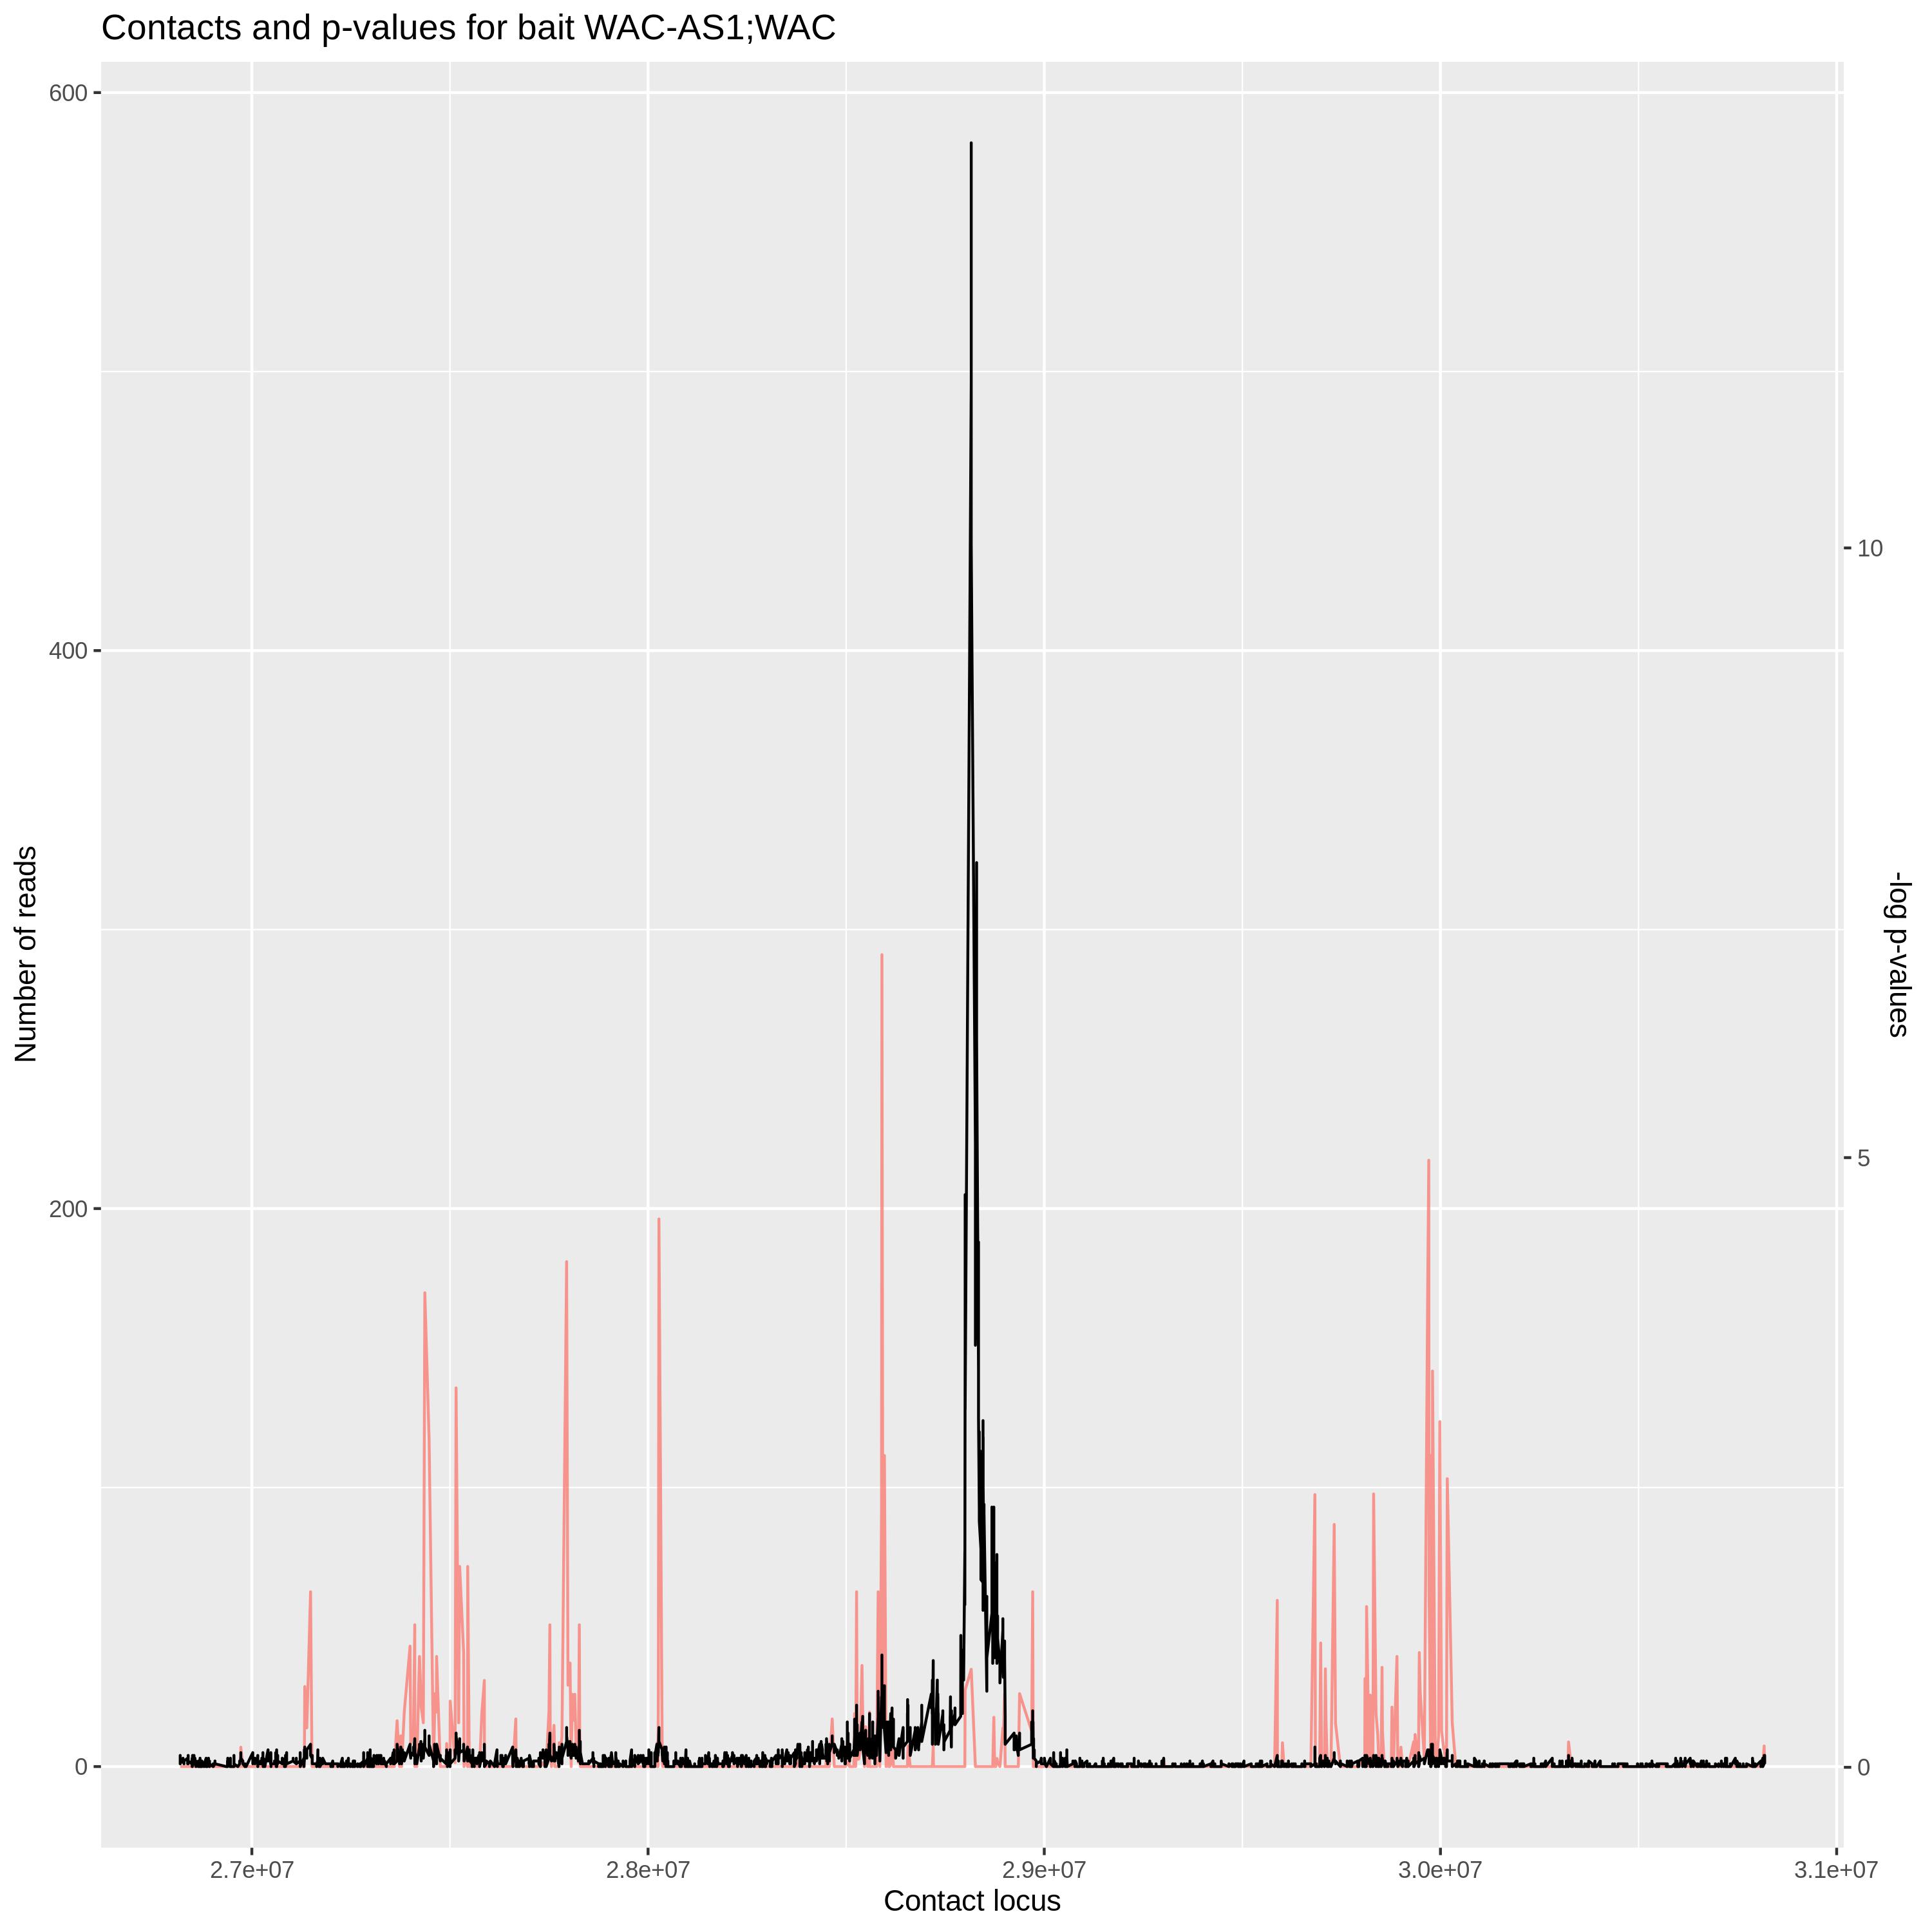 Contacts and p-values for bait WAC-AS1;WAC
600
400
200
0
Number of reads
10
5
0
-log p-values
2.7e+07
2.8e+07
2.9e+07
3.0e+07
3.1e+07
Contact locus